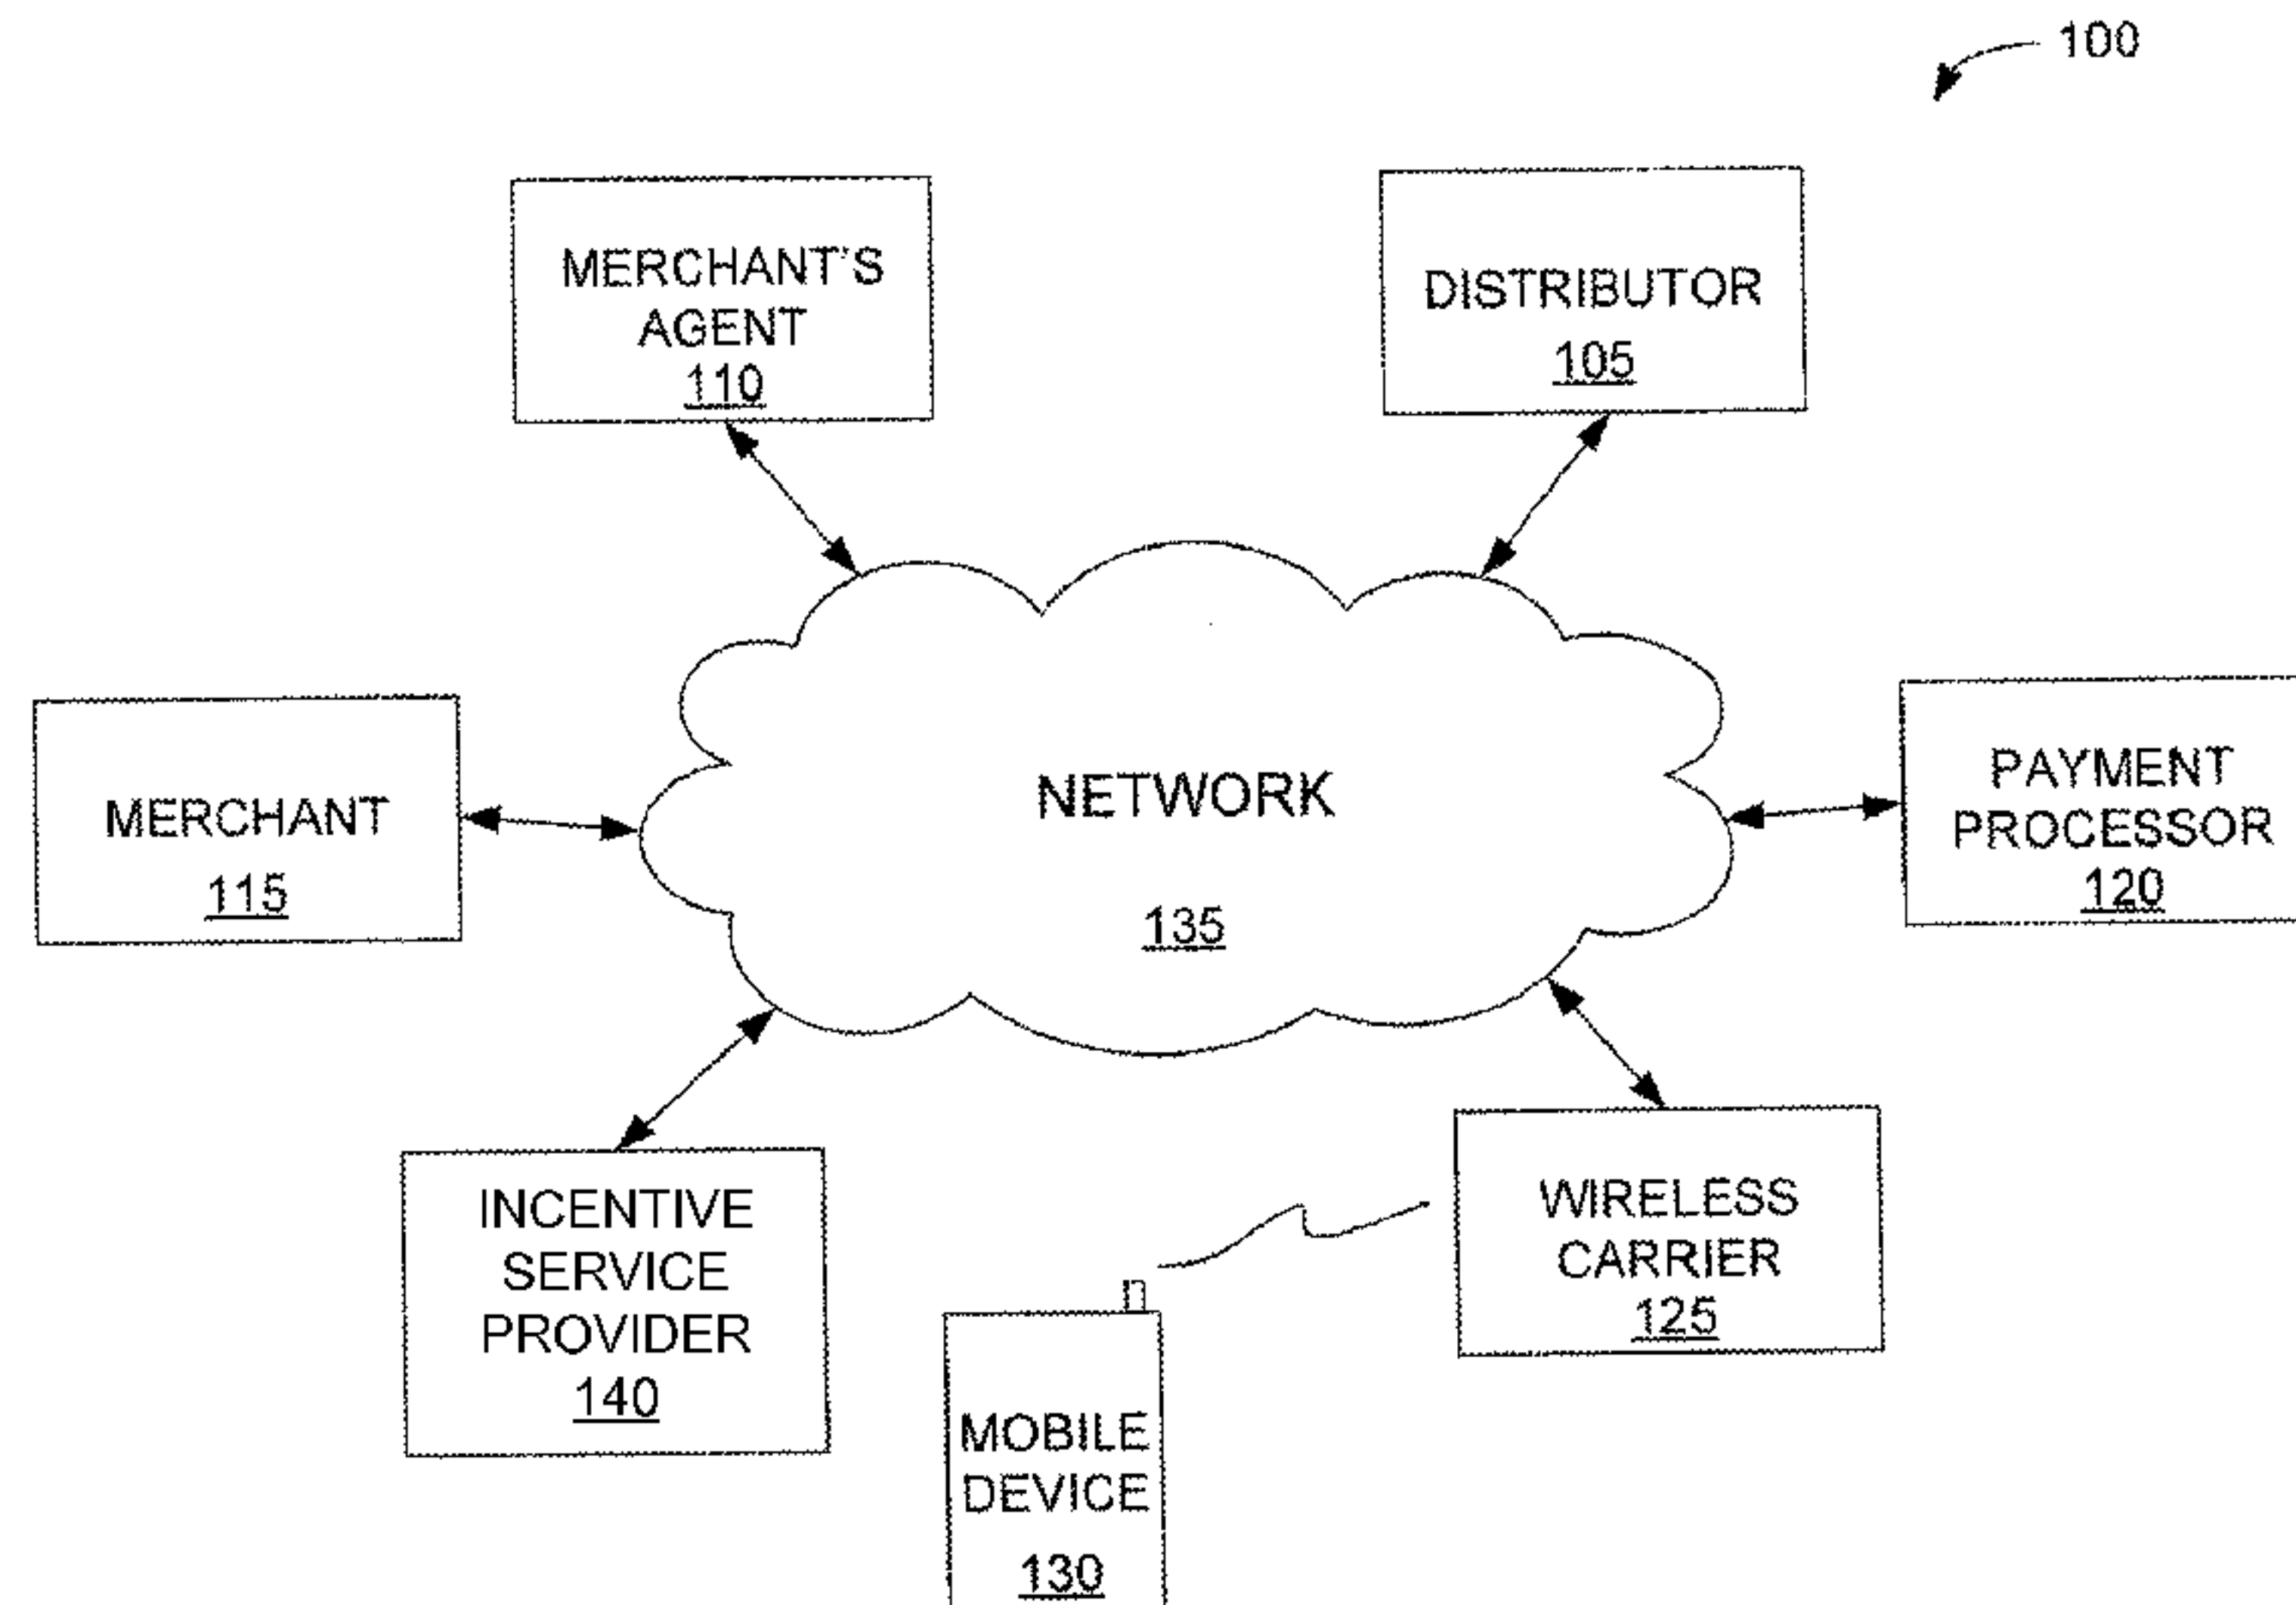 100
MERCHANT'S
AGENT
110
DISTRIBUTOR
105
MERCHANT
115
NETWORK
135
PAYMENT
PROCESSOR
120
INCENTIVE
SERVICE
PROVIDER
140
WIRELESS
CARRIER
125
MOBILE
DEVICE
130